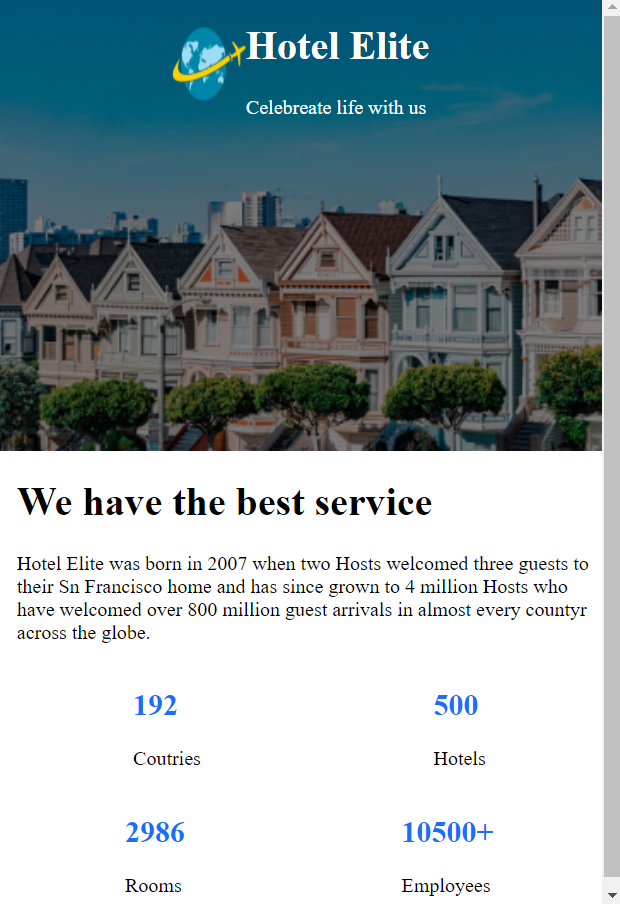 Hotel Elite
Celebreate life with us
We have the best service
Hotel Elite was born in 2007 when two Hosts welcomed three guests to
their Sn Francisco home and has since grown to 4 million Hosts who
have welcomed over 800 million guest arrivals in almost every countyr
across the globe.
192
500
Coutries
Hotels
2986
10500+
Rooms
Employees